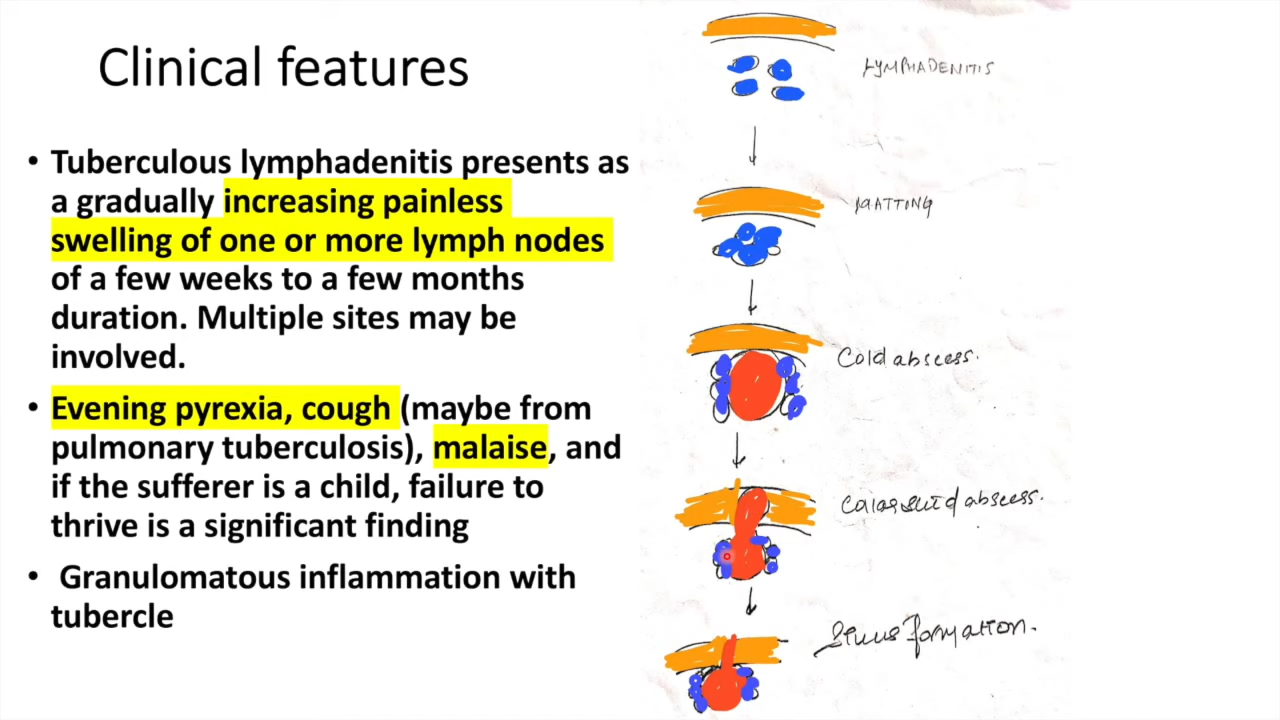 Clinical features
• Tuberculous lymphadenitis presents as
a gradually increasing painless
swelling of one or more lymph nodes
of a few weeks to a few months
duration. Multiple sites may be
involved.
• Evening pyrexia, cough (maybe from
pulmonary tuberculosis), malaise, and
if the sufferer is a child, failure to
thrive is a significant finding
• Granulomatous inflammation with
tubercle
LYMPHADENITIS
MATTING
Cold abscess.
abscess.
Sinus formation.